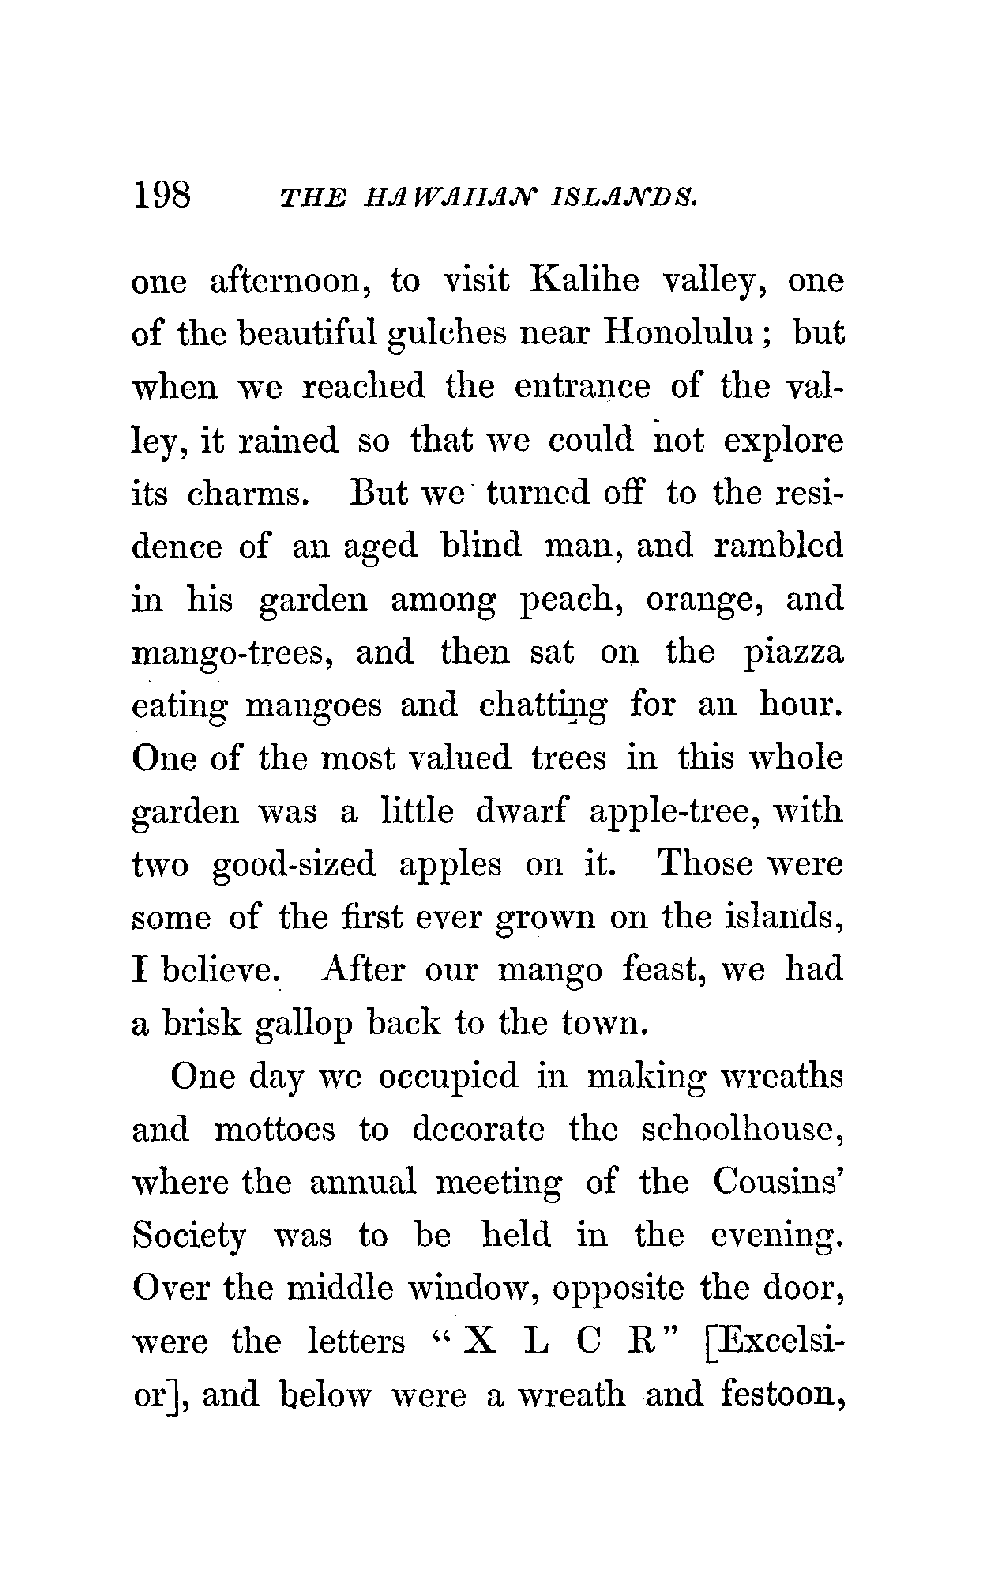 198 THE HAWAIIAN ISLANDS.
one afternoon, to visit Kalihe valley, one
of the beautiful gulches near Honolulu; but
when we reached the entrance of the val-
ley, it rained so that we could not explore
its charms. But we turned off to the resi-
dence of an aged blind man, and rambled
in his garden among peach, orange, and
mango-trees, and then sat on the piazza
eating mangoes and chatting for an hour.
One of the most valued trees in this whole
garden was a little dwarf apple-tree, with
two good-sized apples on it. Those were
some of the first ever grown on the islands,
I believe. After our mango feast, we had
a brisk gallop back to the town.
One day we occupied in making wreaths
and mottoes to decorate the schoolhouse,
where the annual meeting of the Cousins'
Society was to be held in the evening.
Over the middle window, opposite the door,
were the letters “X L C R” [Excelsi-
or], and below were a wreath and festoon,